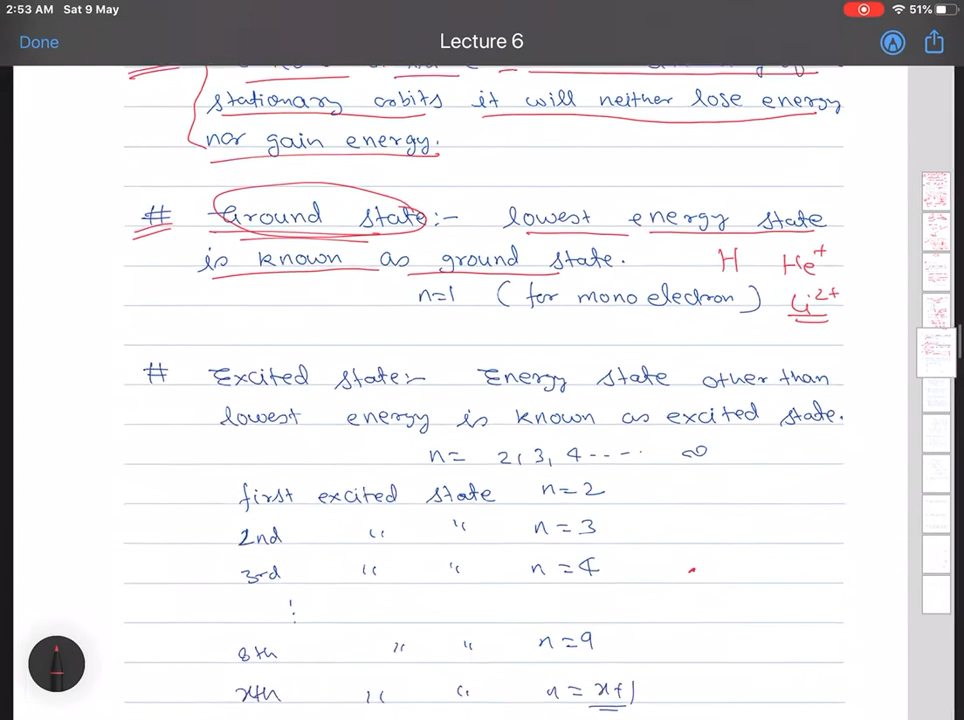 2:53 AM Sat 9 May
51%
Done
Lecture 6
stationary orbits it will neither lose energy
nor gain energy.
# Ground state:- lowest energy state
is known as ground state. H He+
n=1 (for mono electron) Li2+
# Excited state:- Energy state other than
lowest energy is known as excited state.
n= 2, 3, 4----- ∞
first excited state n=2
2nd " " n=3
3rd " " n=4
⋮
8th " " n=9
xth " " n = x+1